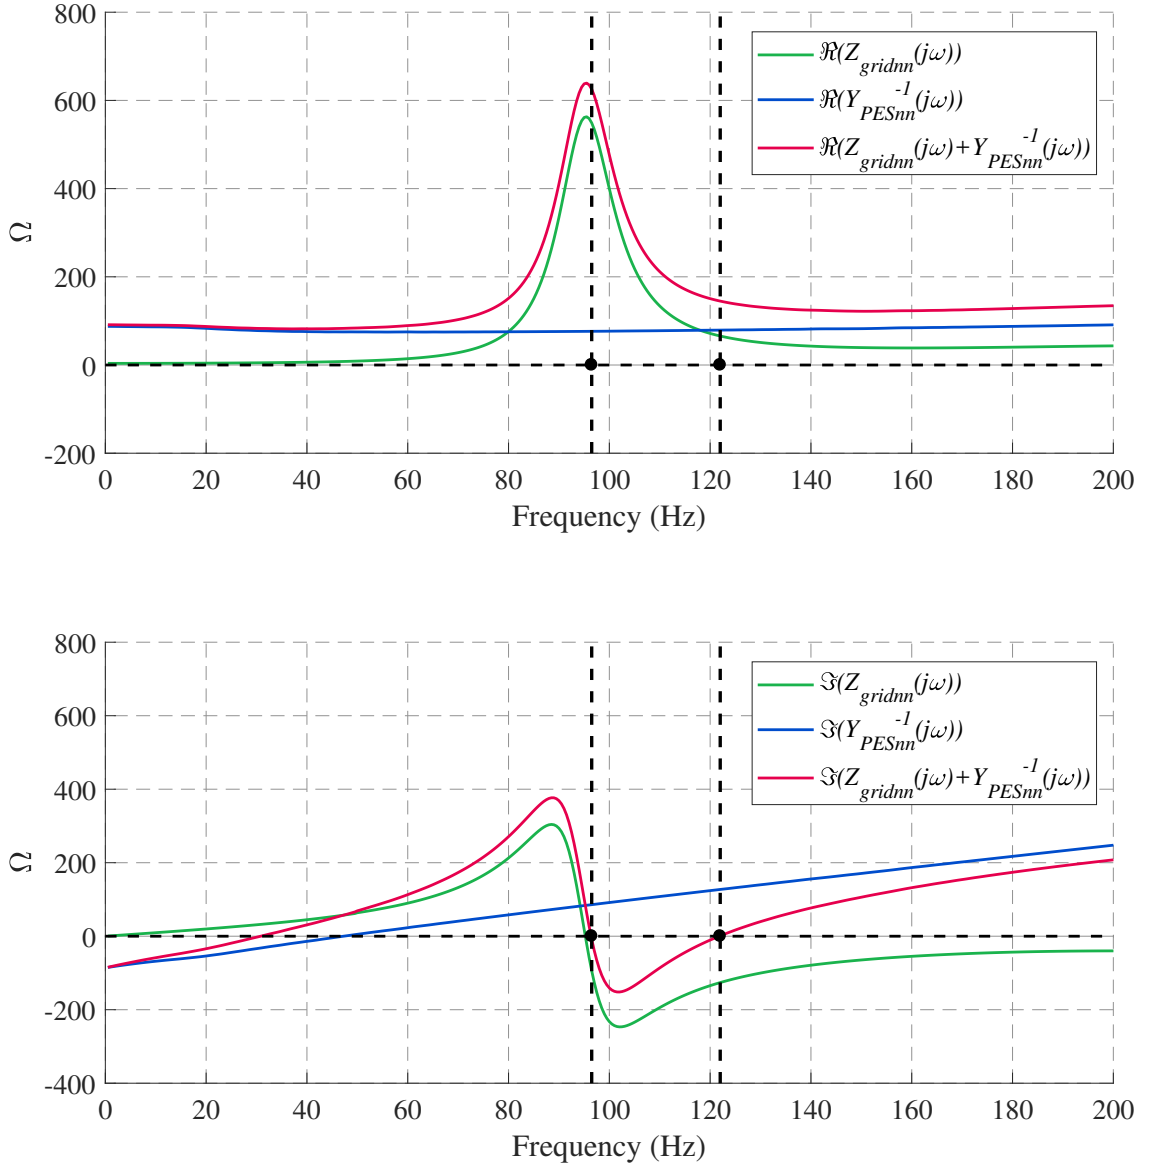 800
600
400
200
0
-200
Ω
ℜ(Z_gridnn(jω))
ℜ(Y_PESnn^-1(jω))
ℜ(Z_gridnn(jω)+Y_PESnn^-1(jω))
0 20 40 60 80 100 120 140 160 180 200
Frequency (Hz)
800
600
400
200
0
-200
-400
Ω
ℑ(Z_gridnn(jω))
ℑ(Y_PESnn^-1(jω))
ℑ(Z_gridnn(jω)+Y_PESnn^-1(jω))
0 20 40 60 80 100 120 140 160 180 200
Frequency (Hz)